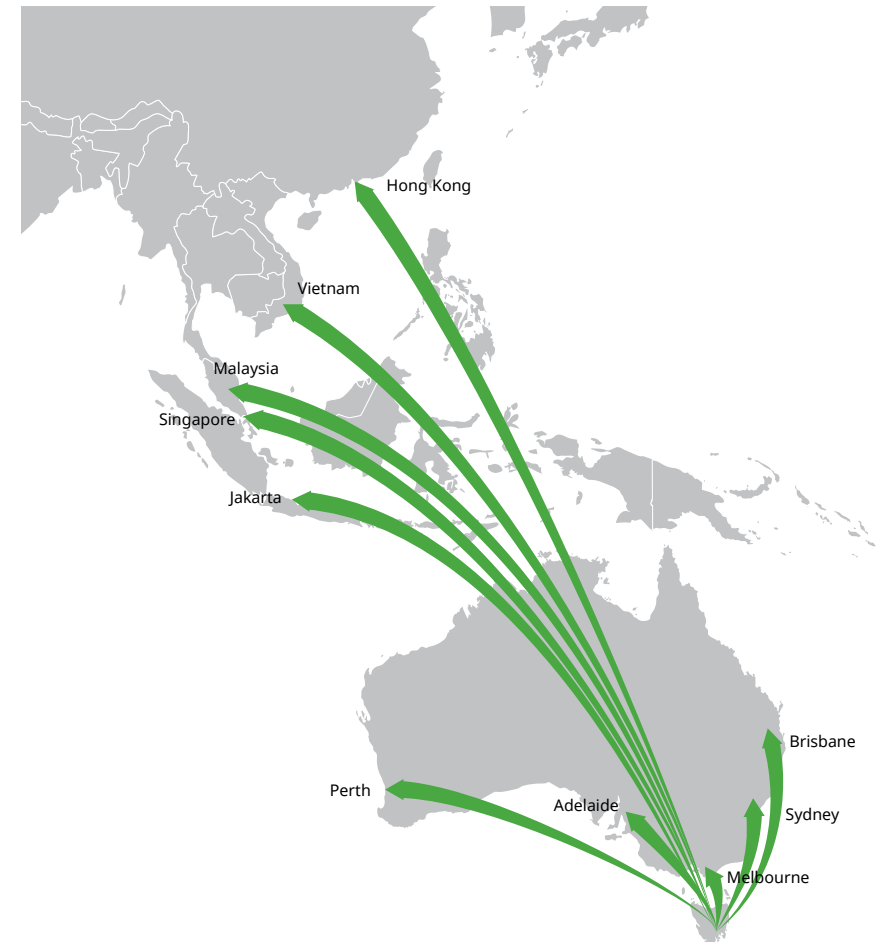 Hong Kong
Vietnam
Malaysia
Singapore
Jakarta
Brisbane
Perth
Adelaide
Sydney
Melbourne